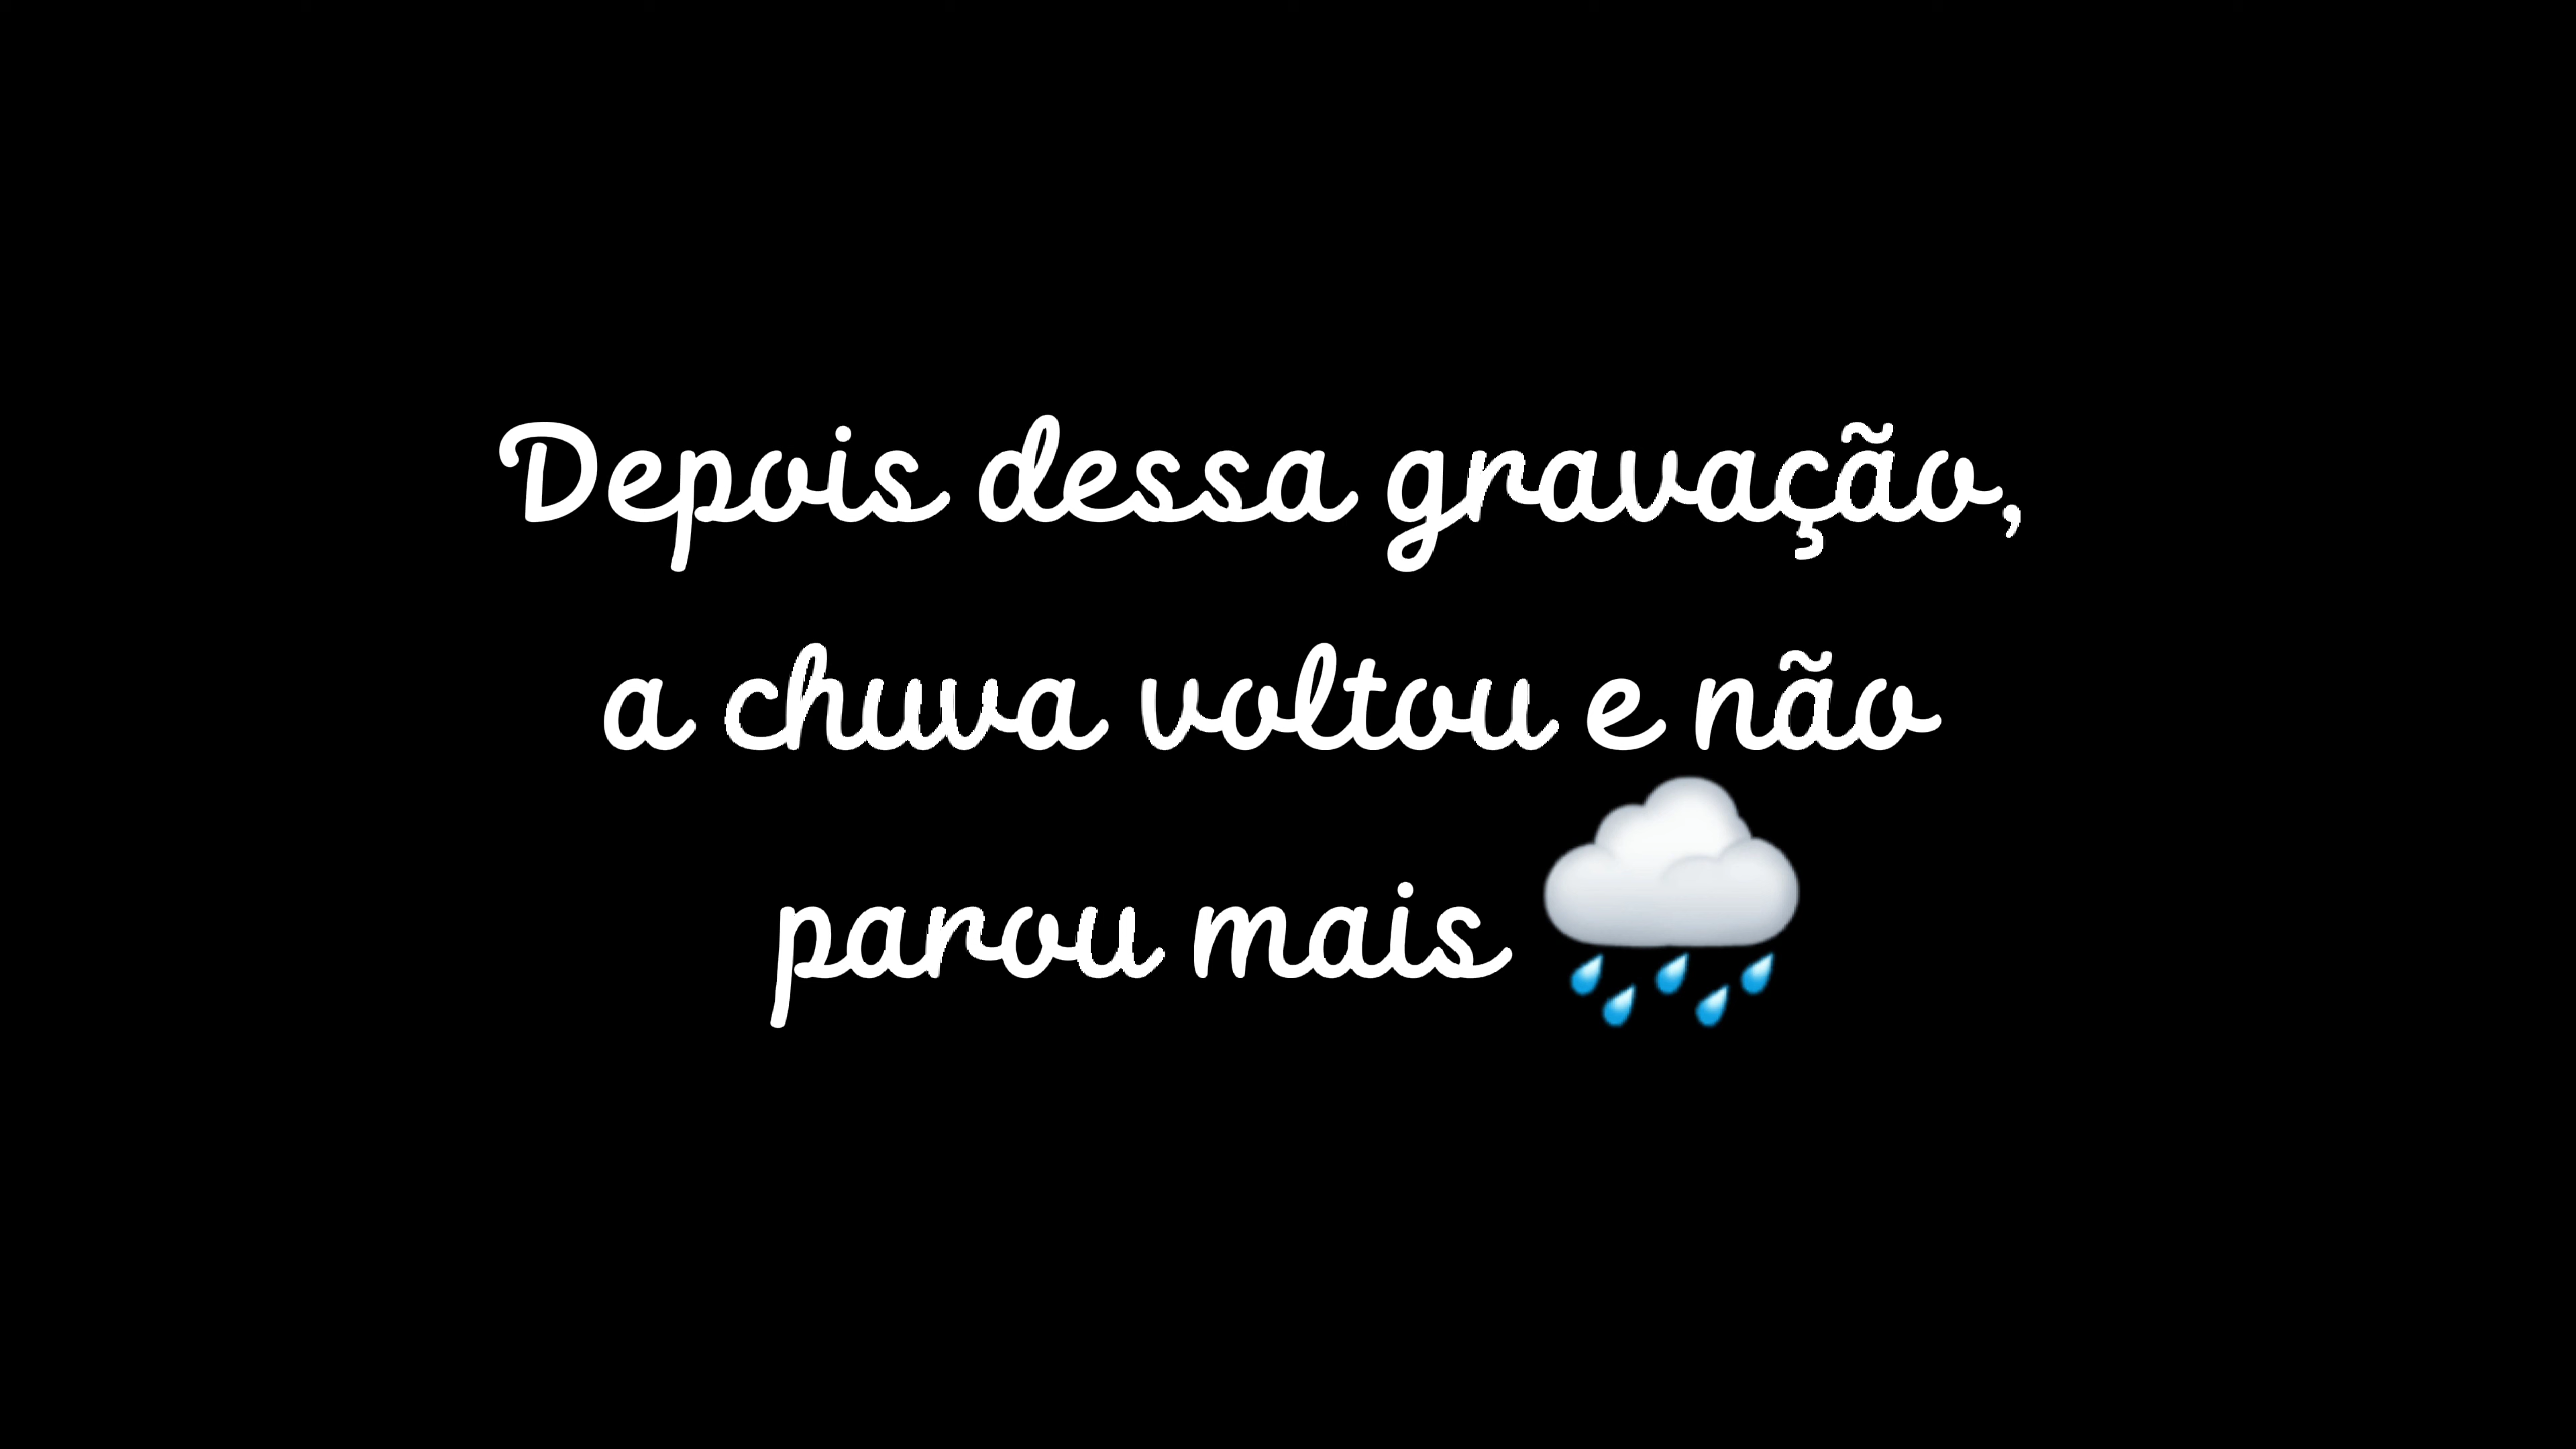 Depois dessa gravação,
a chuva voltou e não
parou mais 🌧️